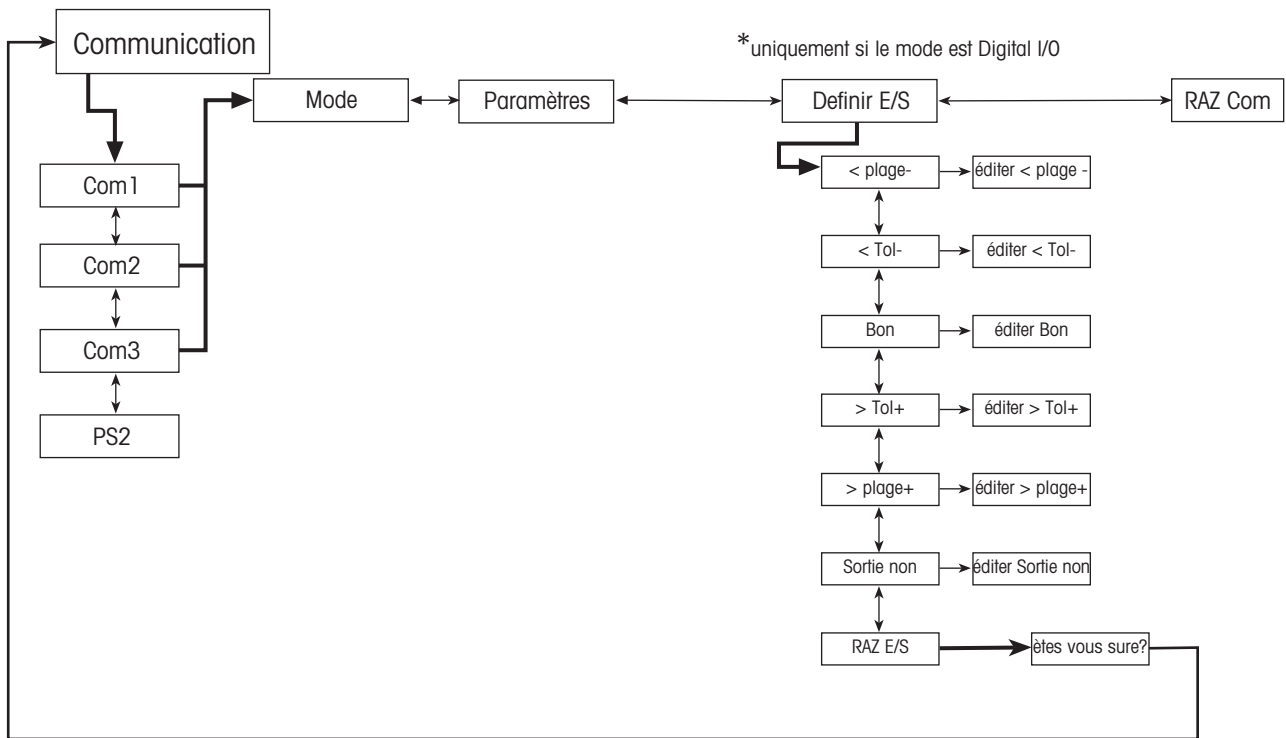 Communication
*uniquement si le mode est Digital I/O
Mode
Paramètres
Definir E/S
RAZ Com
Com1
< plage-
éditer < plage -
Com2
< Tol-
éditer < Tol-
Com3
Bon
éditer Bon
PS2
> Tol+
éditer > Tol+
> plage+
éditer > plage+
Sortie non
éditer Sortie non
RAZ E/S
ètes vous sure?